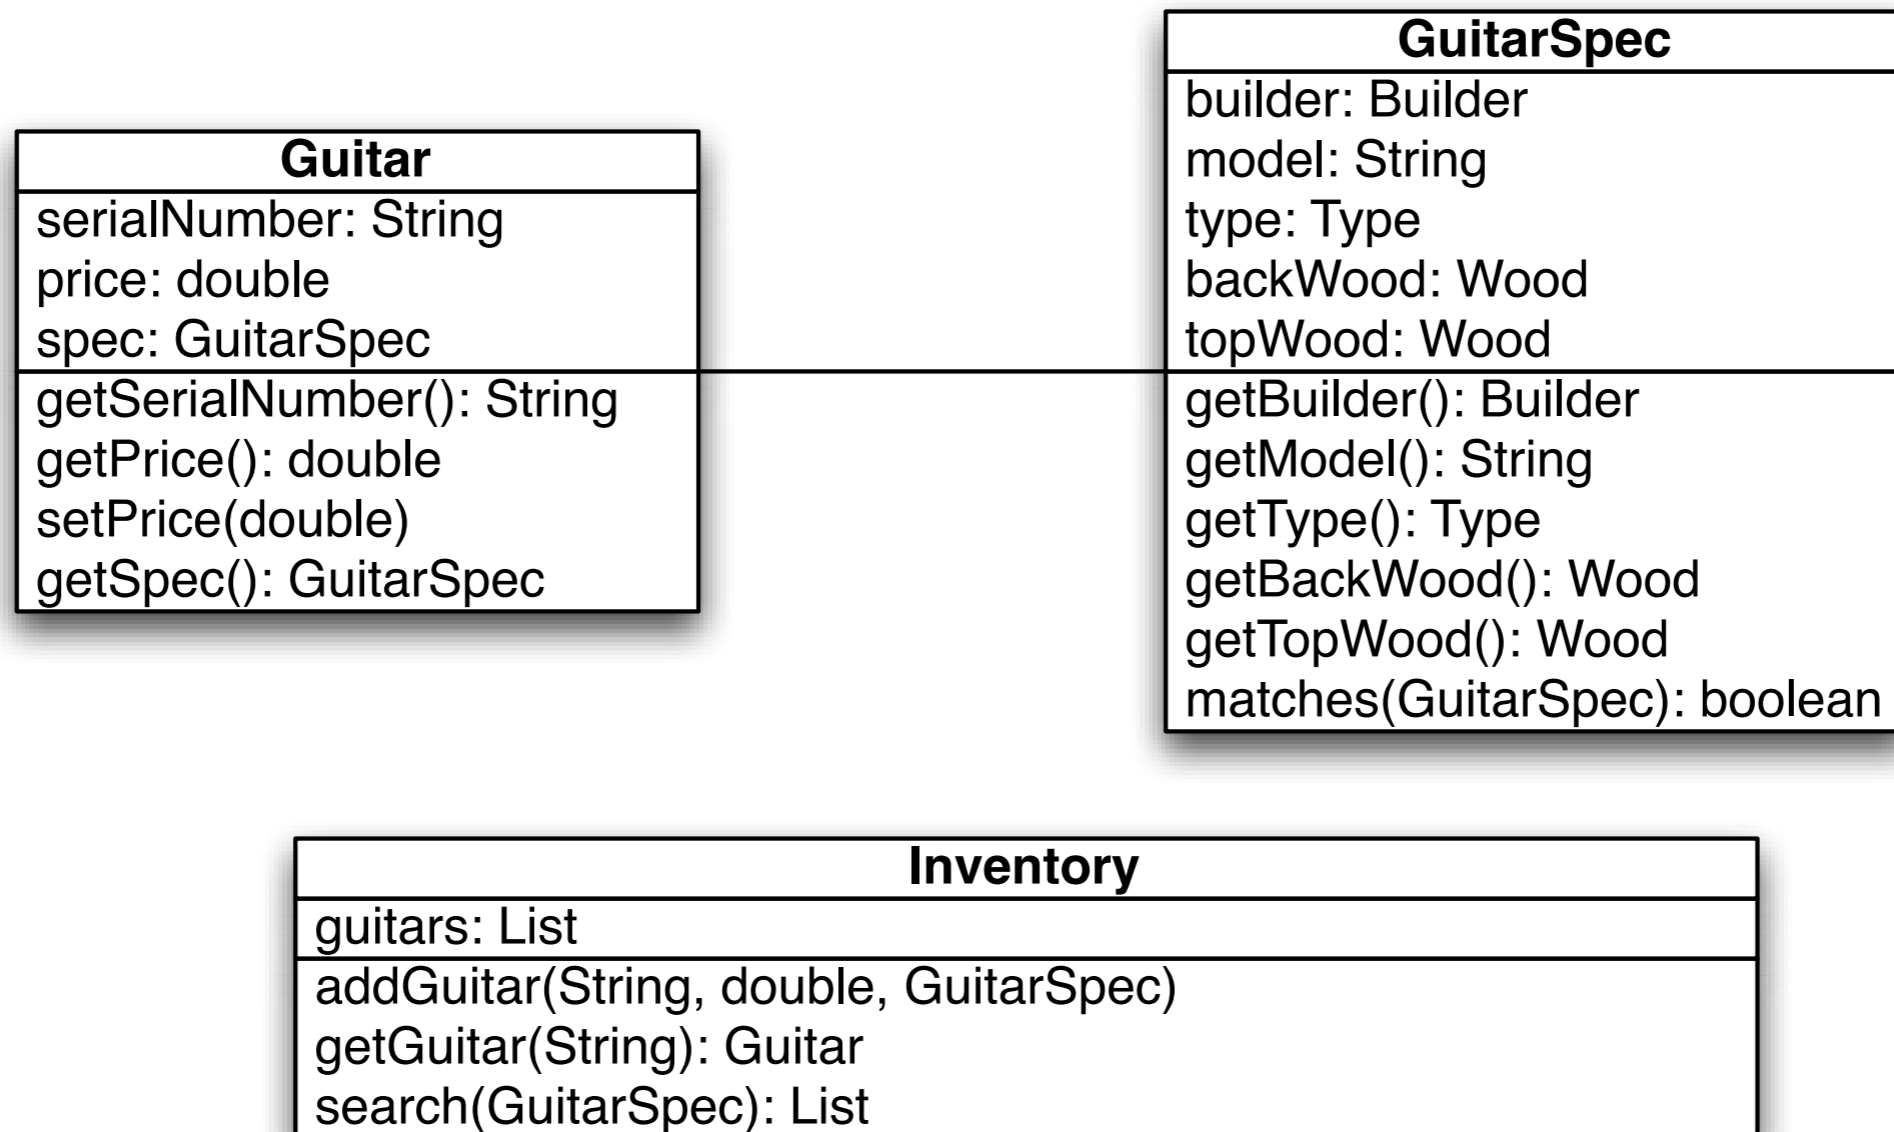 Guitar
serialNumber: String
price: double
spec: GuitarSpec
getSerialNumber(): String
getPrice(): double
setPrice(double)
getSpec(): GuitarSpec
GuitarSpec
builder: Builder
model: String
type: Type
backWood: Wood
topWood: Wood
getBuilder(): Builder
getModel(): String
getType(): Type
getBackWood(): Wood
getTopWood(): Wood
matches(GuitarSpec): boolean
Inventory
guitars: List
addGuitar(String, double, GuitarSpec)
getGuitar(String): Guitar
search(GuitarSpec): List